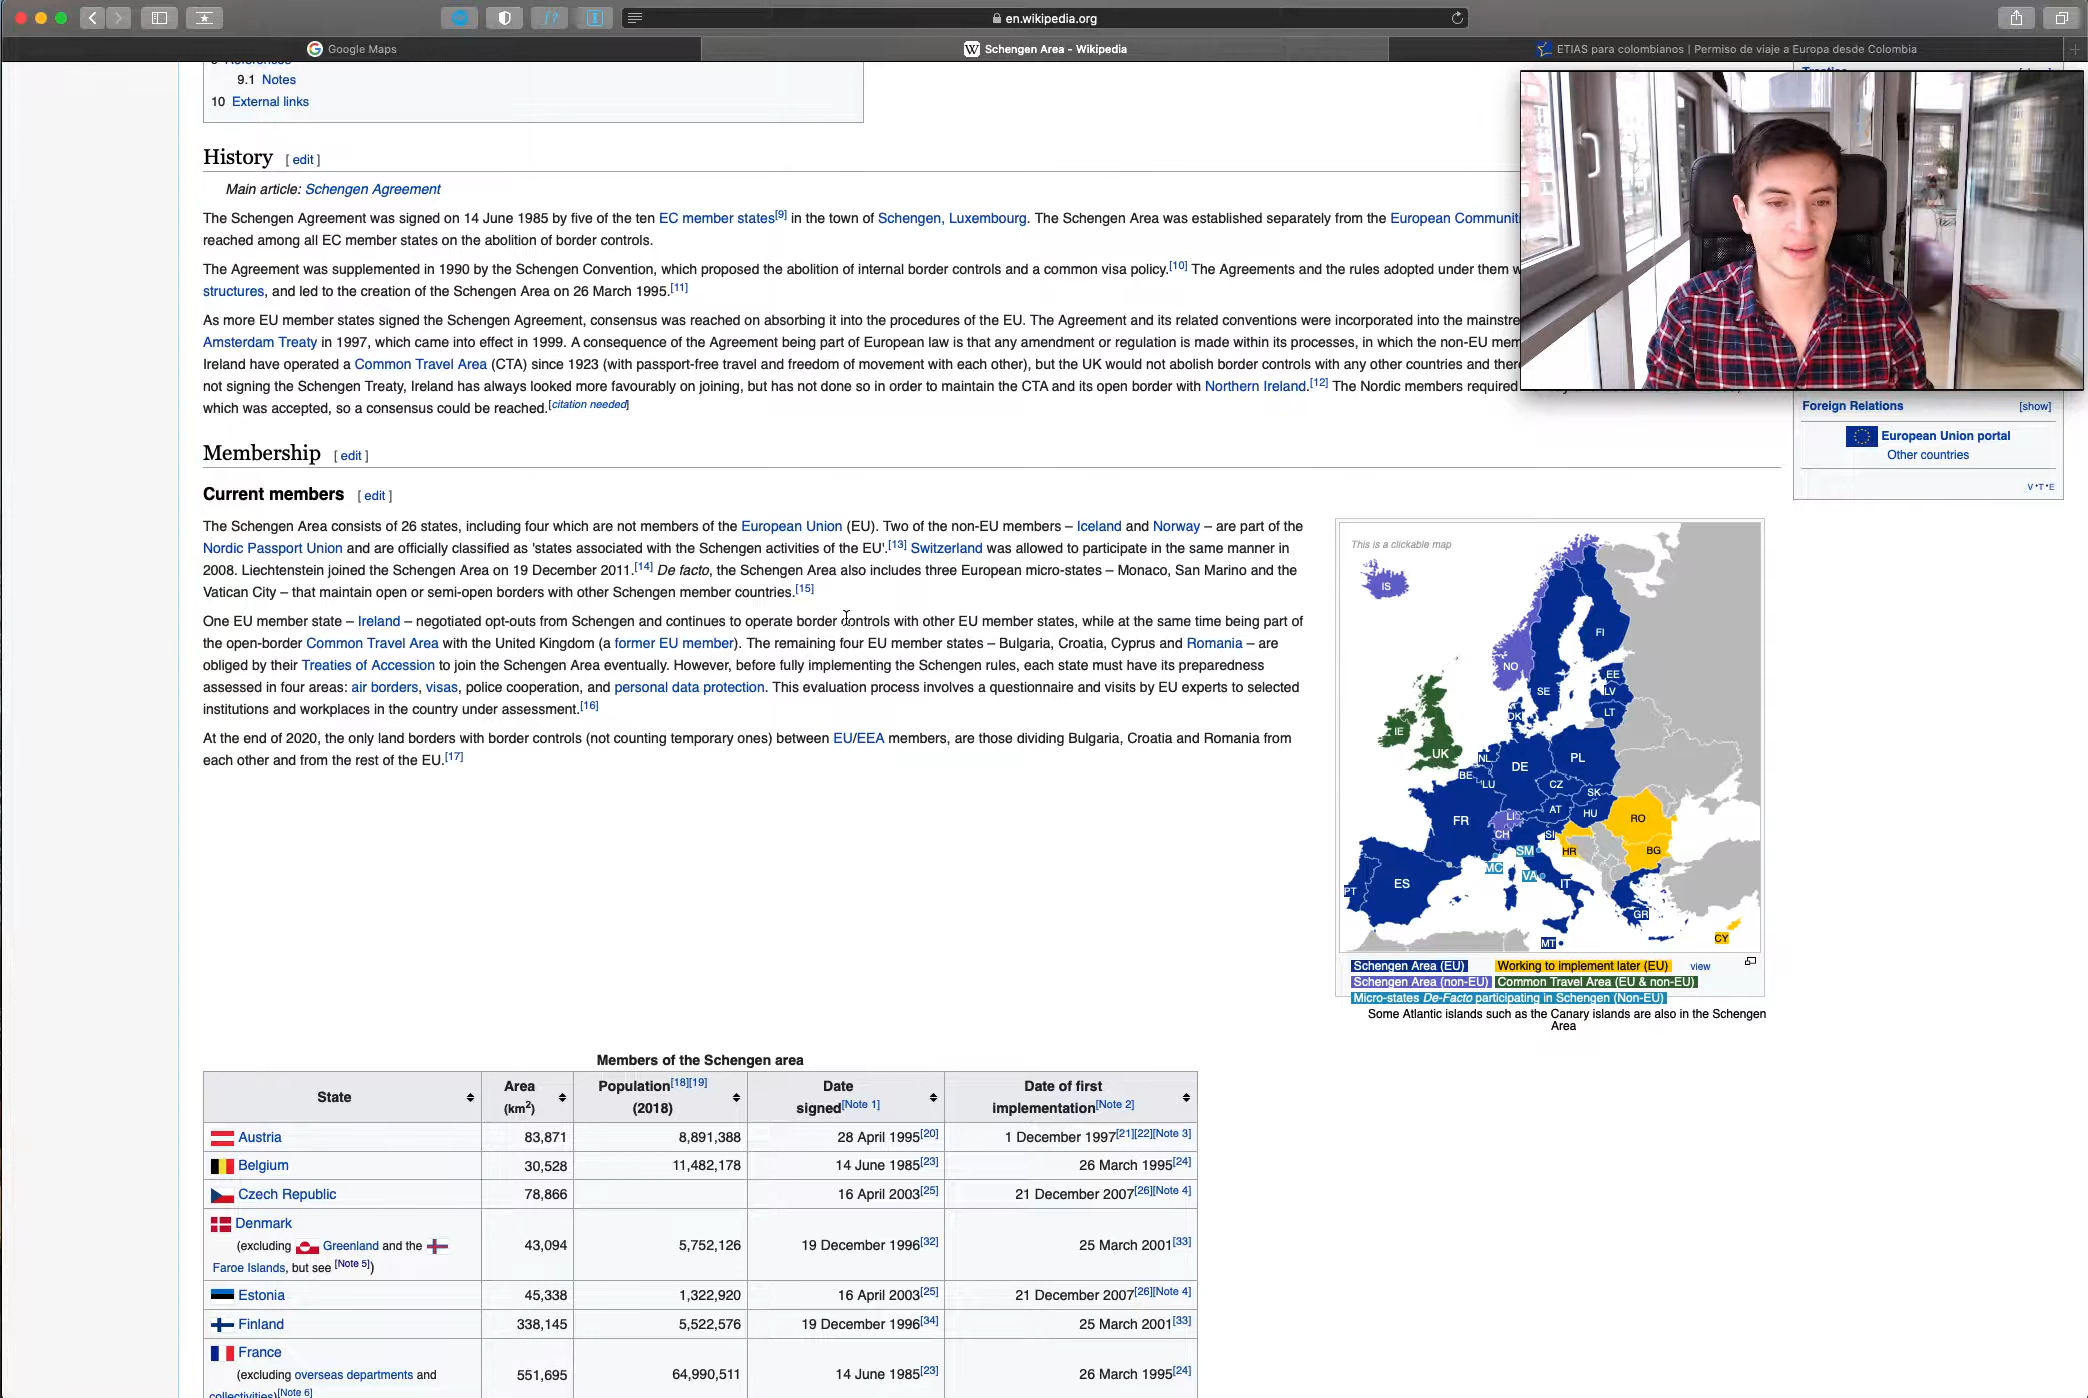 en.wikipedia.org
Google Maps
Schengen Area - Wikipedia
ETIAS para colombianos | Permiso de viaje a Europa desde Colombia
9.1 Notes
10 External links
History [ edit ]
Main article: Schengen Agreement
The Schengen Agreement was signed on 14 June 1985 by five of the ten EC member states[9] in the town of Schengen, Luxembourg. The Schengen Area was established separately from the European Communiti
reached among all EC member states on the abolition of border controls.
The Agreement was supplemented in 1990 by the Schengen Convention, which proposed the abolition of internal border controls and a common visa policy.[10] The Agreements and the rules adopted under them w
structures, and led to the creation of the Schengen Area on 26 March 1995.[11]
As more EU member states signed the Schengen Agreement, consensus was reached on absorbing it into the procedures of the EU. The Agreement and its related conventions were incorporated into the mainstre
Amsterdam Treaty in 1997, which came into effect in 1999. A consequence of the Agreement being part of European law is that any amendment or regulation is made within its processes, in which the non-EU mem
Ireland have operated a Common Travel Area (CTA) since 1923 (with passport-free travel and freedom of movement with each other), but the UK would not abolish border controls with any other countries and ther
not signing the Schengen Treaty, Ireland has always looked more favourably on joining, but has not done so in order to maintain the CTA and its open border with Northern Ireland.[12] The Nordic members required
which was accepted, so a consensus could be reached.[citation needed]
Foreign Relations [show]
European Union portal
Other countries
V•T•E
Membership [ edit ]
Current members [ edit ]
The Schengen Area consists of 26 states, including four which are not members of the European Union (EU). Two of the non-EU members – Iceland and Norway – are part of the
Nordic Passport Union and are officially classified as 'states associated with the Schengen activities of the EU'.[13] Switzerland was allowed to participate in the same manner in
2008. Liechtenstein joined the Schengen Area on 19 December 2011.[14] De facto, the Schengen Area also includes three European micro-states – Monaco, San Marino and the
Vatican City – that maintain open or semi-open borders with other Schengen member countries.[15]
One EU member state – Ireland – negotiated opt-outs from Schengen and continues to operate border controls with other EU member states, while at the same time being part of
the open-border Common Travel Area with the United Kingdom (a former EU member). The remaining four EU member states – Bulgaria, Croatia, Cyprus and Romania – are
obliged by their Treaties of Accession to join the Schengen Area eventually. However, before fully implementing the Schengen rules, each state must have its preparedness
assessed in four areas: air borders, visas, police cooperation, and personal data protection. This evaluation process involves a questionnaire and visits by EU experts to selected
institutions and workplaces in the country under assessment.[16]
At the end of 2020, the only land borders with border controls (not counting temporary ones) between EU/EEA members, are those dividing Bulgaria, Croatia and Romania from
each other and from the rest of the EU.[17]
This is a clickable map
IS
FI
NO
EE
SE
LV
LT
DK
IE
UK
NL
DE
PL
BE
LU
CZ
SK
FR
AT
HU
RO
LI
CH
SI
HR
BG
SM
MC
VA
ES
IT
PT
GR
CY
MT
Schengen Area (EU) Working to implement later (EU) view
Schengen Area (non-EU) Common Travel Area (EU & non-EU)
Micro-states De-Facto participating in Schengen (Non-EU)
Some Atlantic islands such as the Canary islands are also in the Schengen
Area
Members of the Schengen area
State Area (km2) Population[18][19] (2018) Date signed[Note 1] Date of first implementation[Note 2]
Austria 83,871 8,891,388 28 April 1995[20] 1 December 1997[21][22][Note 3]
Belgium 30,528 11,482,178 14 June 1985[23] 26 March 1995[24]
Czech Republic 78,866 16 April 2003[25] 21 December 2007[26][Note 4]
Denmark
(excluding Greenland and the
Faroe Islands, but see [Note 5]) 43,094 5,752,126 19 December 1996[32] 25 March 2001[33]
Estonia 45,338 1,322,920 16 April 2003[25] 21 December 2007[26][Note 4]
Finland 338,145 5,522,576 19 December 1996[34] 25 March 2001[33]
France
(excluding overseas departments and
collectivities)[Note 6] 551,695 64,990,511 14 June 1985[23] 26 March 1995[24]